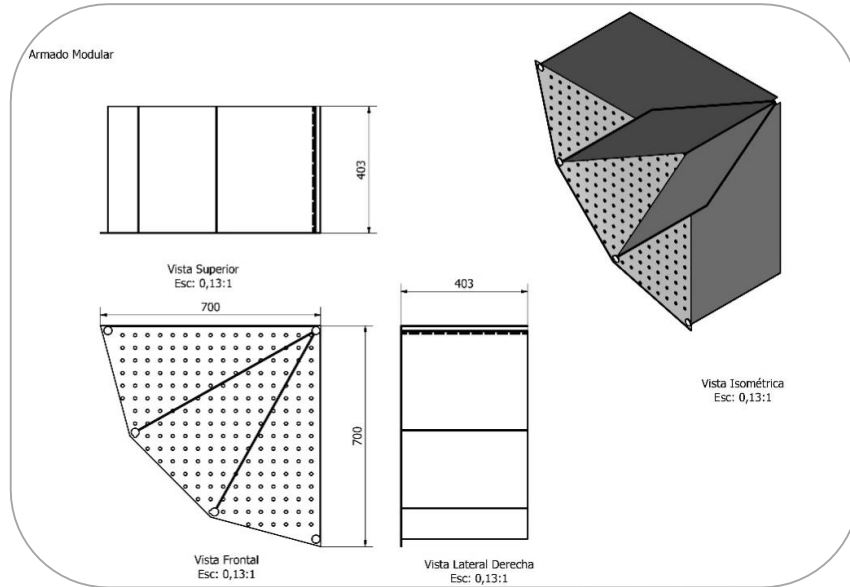 Armado Modular
403
Vista Superior
Esc: 0,13:1
700
700
Vista Frontal
Esc: 0,13:1
403
Vista Lateral Derecha
Esc: 0,13:1
Vista Isométrica
Esc: 0,13:1